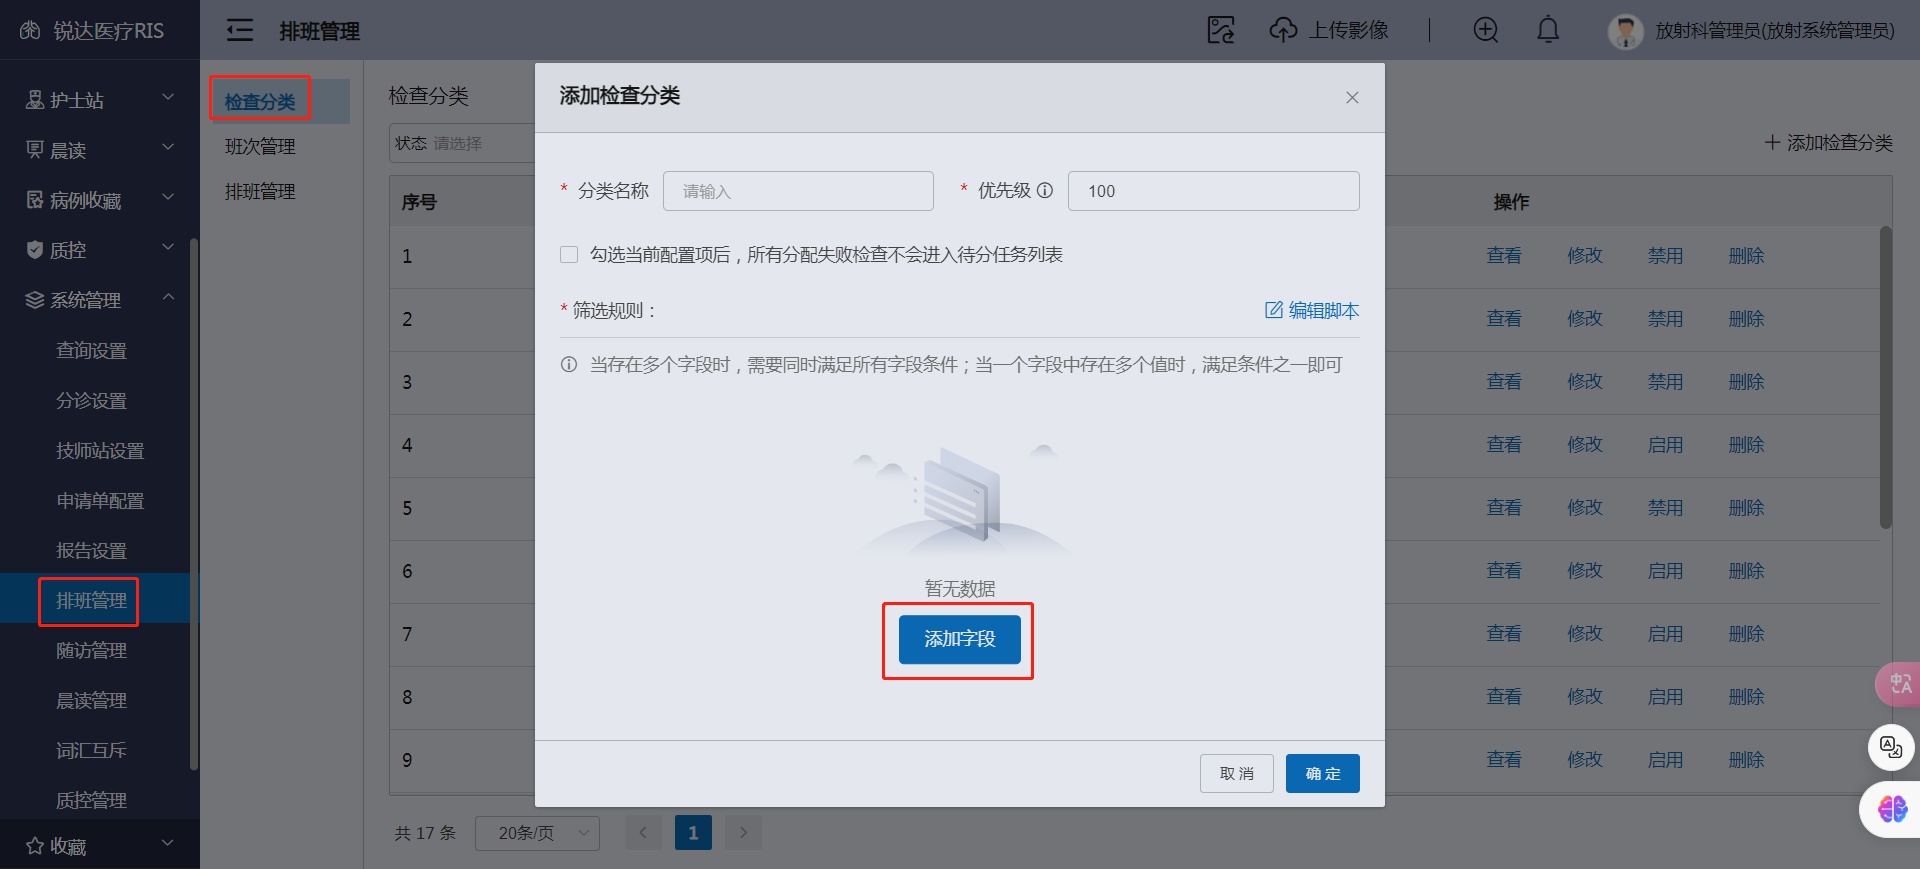 锐达医疗RIS
排班管理
上传影像
放射科管理员(放射系统管理员)
护士站
晨读
病例收藏
质控
系统管理
查询设置
分诊设置
技师站设置
申请单配置
报告设置
排班管理
随访管理
晨读管理
词汇互斥
质控管理
收藏
检查分类
班次管理
排班管理
检查分类
状态 请选择
+ 添加检查分类
序号 操作
1 查看 修改 禁用 删除
2 查看 修改 禁用 删除
3 查看 修改 禁用 删除
4 查看 修改 启用 删除
5 查看 修改 禁用 删除
6 查看 修改 启用 删除
7 查看 修改 启用 删除
8 查看 修改 启用 删除
9 查看 修改 启用 删除
共 17 条 20条/页 1
添加检查分类
* 分类名称 请输入 * 优先级 100
勾选当前配置项后，所有分配失败检查不会进入待分任务列表
* 筛选规则： 编辑脚本
当存在多个字段时，需要同时满足所有字段条件；当一个字段中存在多个值时，满足条件之一即可
暂无数据
添加字段
取 消 确 定